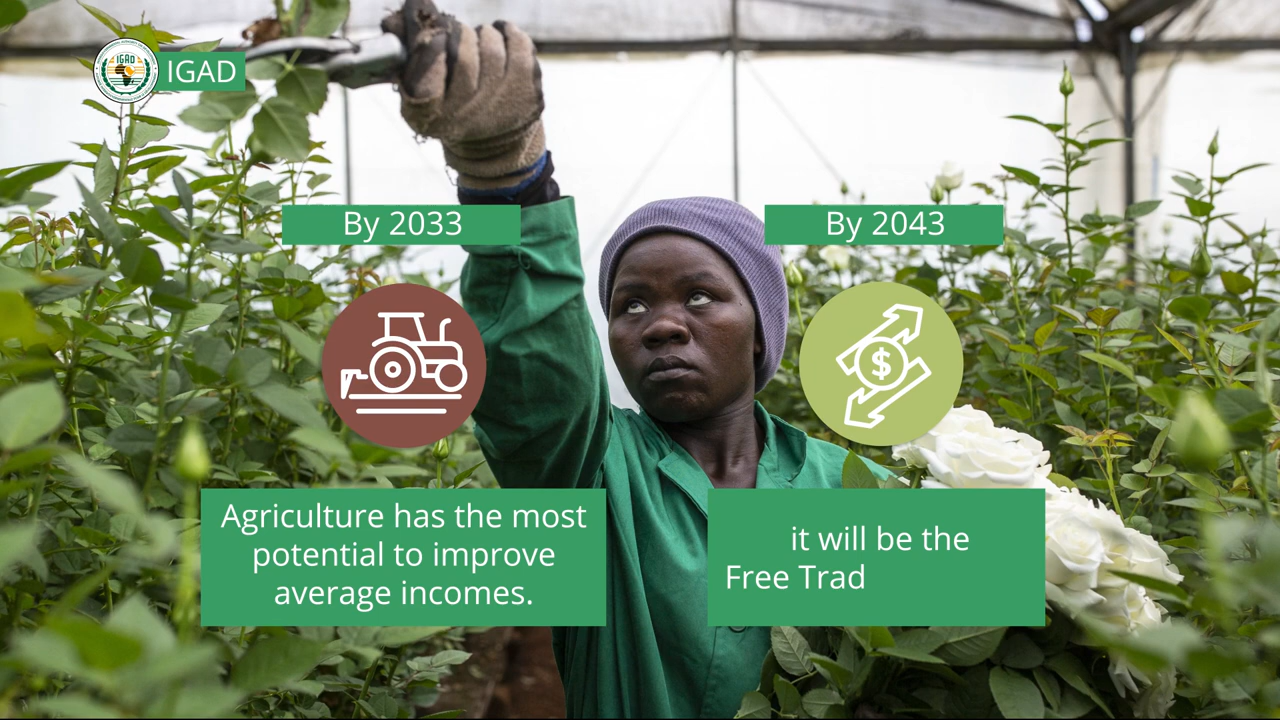 IGAD
IGAD
By 2033
By 2043
Agriculture has the most
potential to improve
average incomes.
it will be the
Free Trad